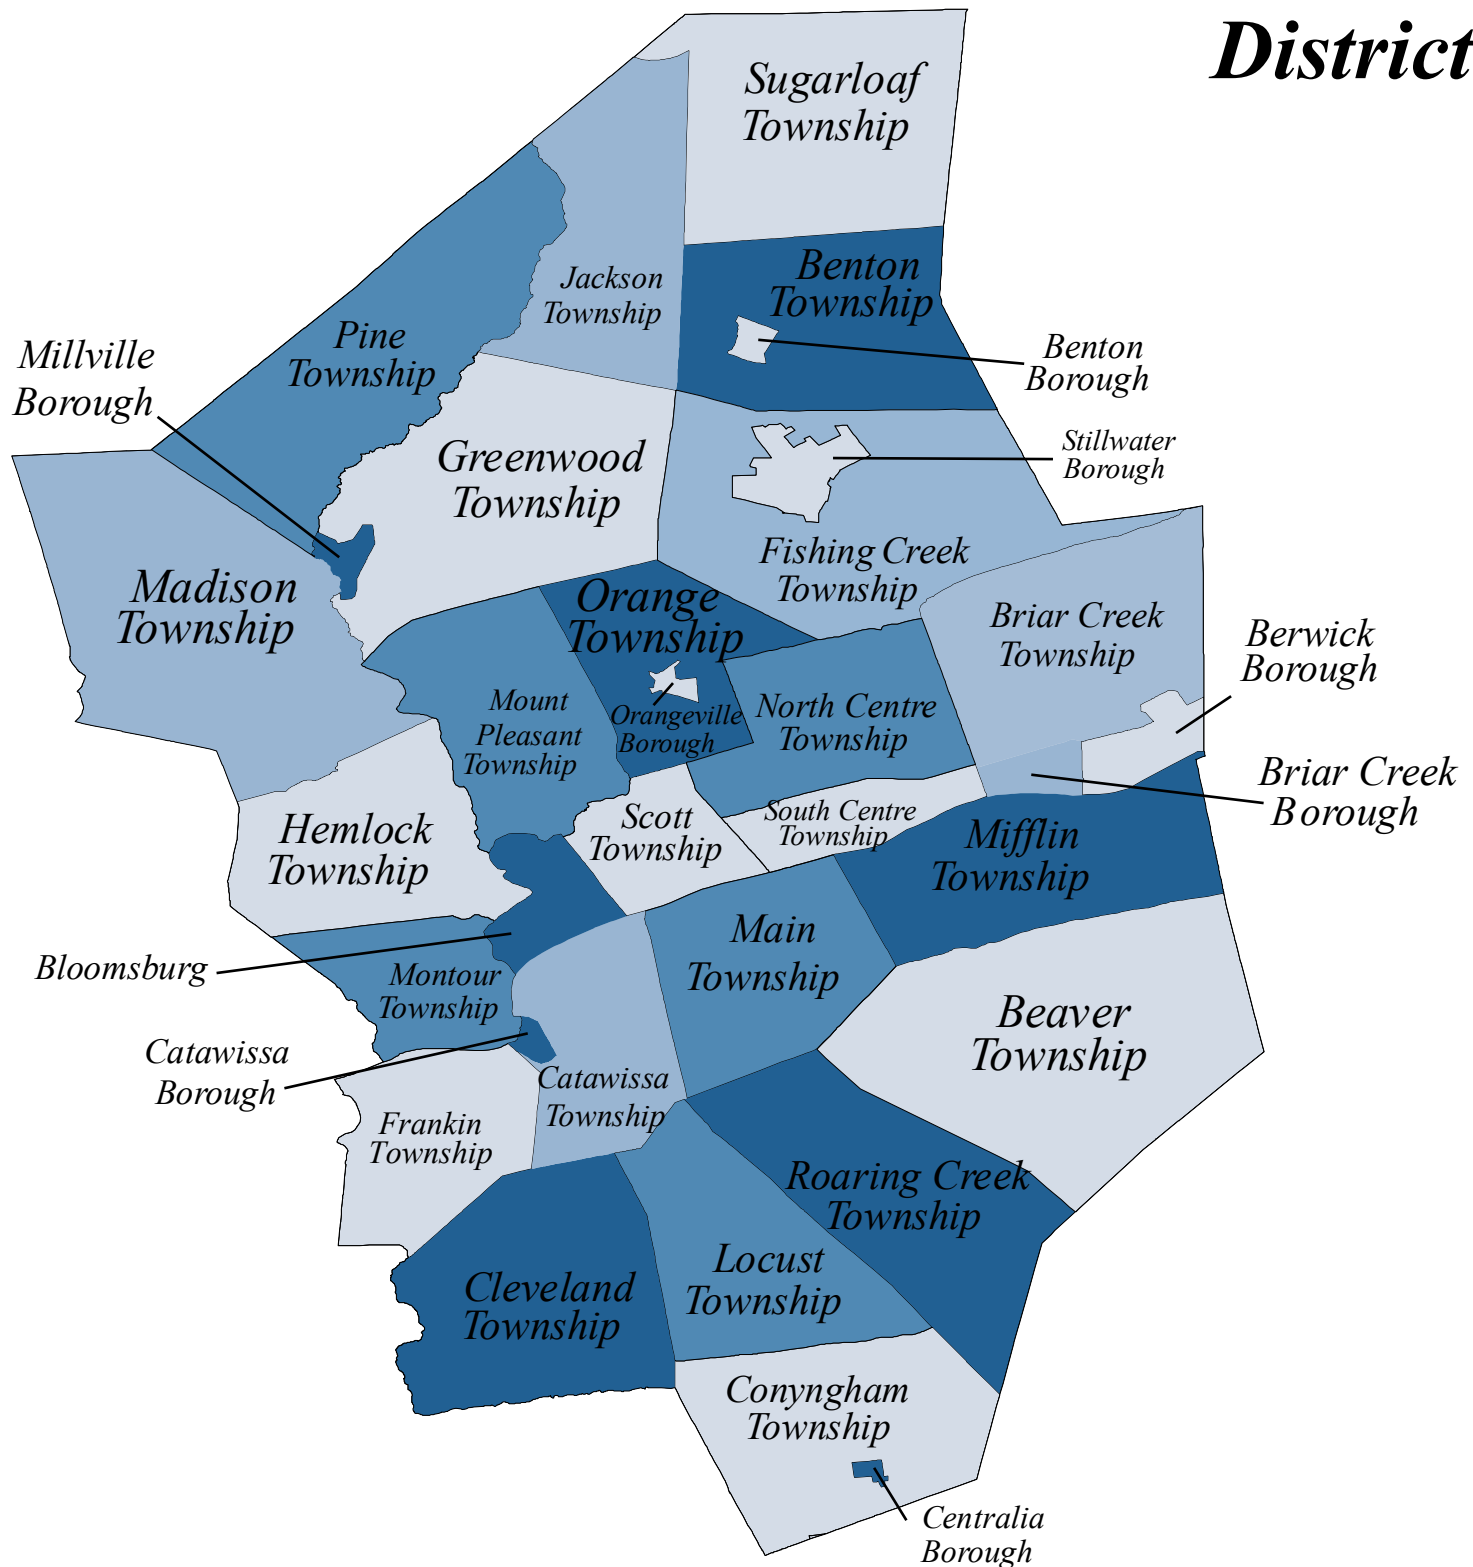 District
Sugarloaf
Township
Benton
Township
Jackson
Township
Pine
Township
Millville
Borough
Benton
Borough
Stillwater
Borough
Greenwood
Township
Fishing Creek
Township
Madison
Township
Orange
Township
Briar Creek
Township
Berwick
Borough
Mount
Pleasant
Township
Orangeville
Borough
North Centre
Township
Briar Creek
Borough
Hemlock
Township
Scott
Township
South Centre
Township
Mifflin
Township
Bloomsburg
Montour
Township
Main
Township
Beaver
Township
Catawissa
Borough
Catawissa
Township
Frankin
Township
Roaring Creek
Township
Cleveland
Township
Locust
Township
Conyngham
Township
Centralia
Borough